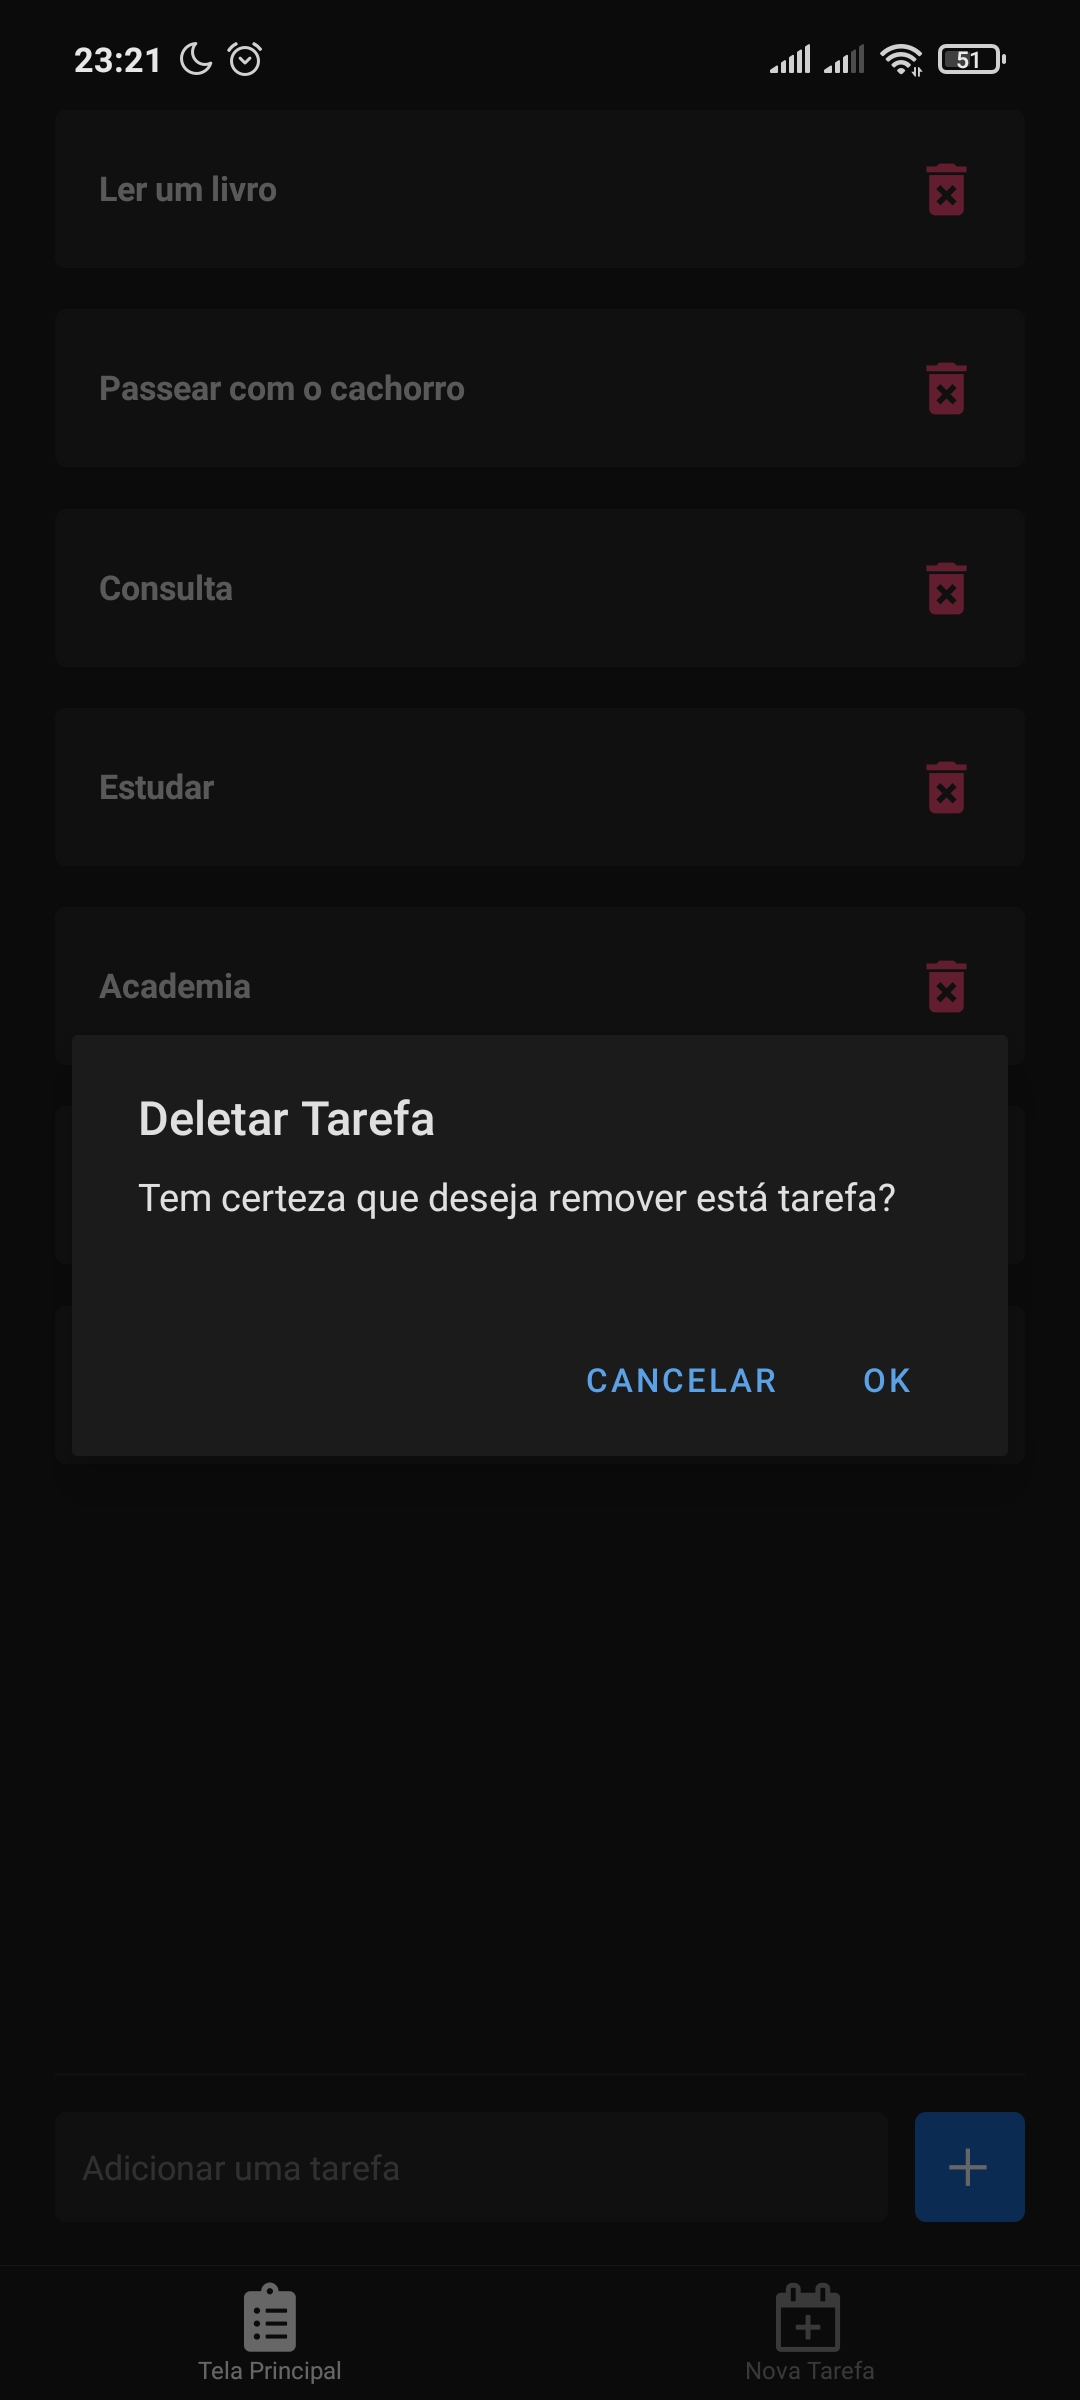 23:21
51
Ler um livro
Passear com o cachorro
Consulta
Estudar
Academia
Deletar Tarefa
Tem certeza que deseja remover está tarefa?
CANCELAR OK
Adicionar uma tarefa
Tela Principal
Nova Tarefa